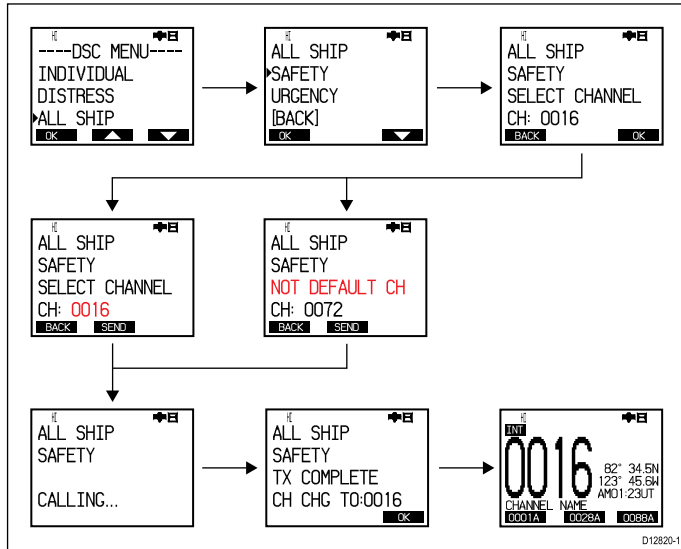 HI
----DSC MENU----
INDIVIDUAL
DISTRESS
ALL SHIP
OK
HI
ALL SHIP
SAFETY
URGENCY
[BACK]
OK
HI
ALL SHIP
SAFETY
SELECT CHANNEL
CH: 0016
BACK OK
HI
ALL SHIP
SAFETY
SELECT CHANNEL
CH: 0016
BACK SEND
HI
ALL SHIP
SAFETY
NOT DEFAULT CH
CH: 0072
BACK SEND
HI
ALL SHIP
SAFETY
CALLING...
HI
ALL SHIP
SAFETY
TX COMPLETE
CH CHG TO:0016
OK
HI
INT
0016
82° 34.5N
123° 45.6W
AM01:23UT
CHANNEL NAME
0001A 0028A 0088A
D12820-1